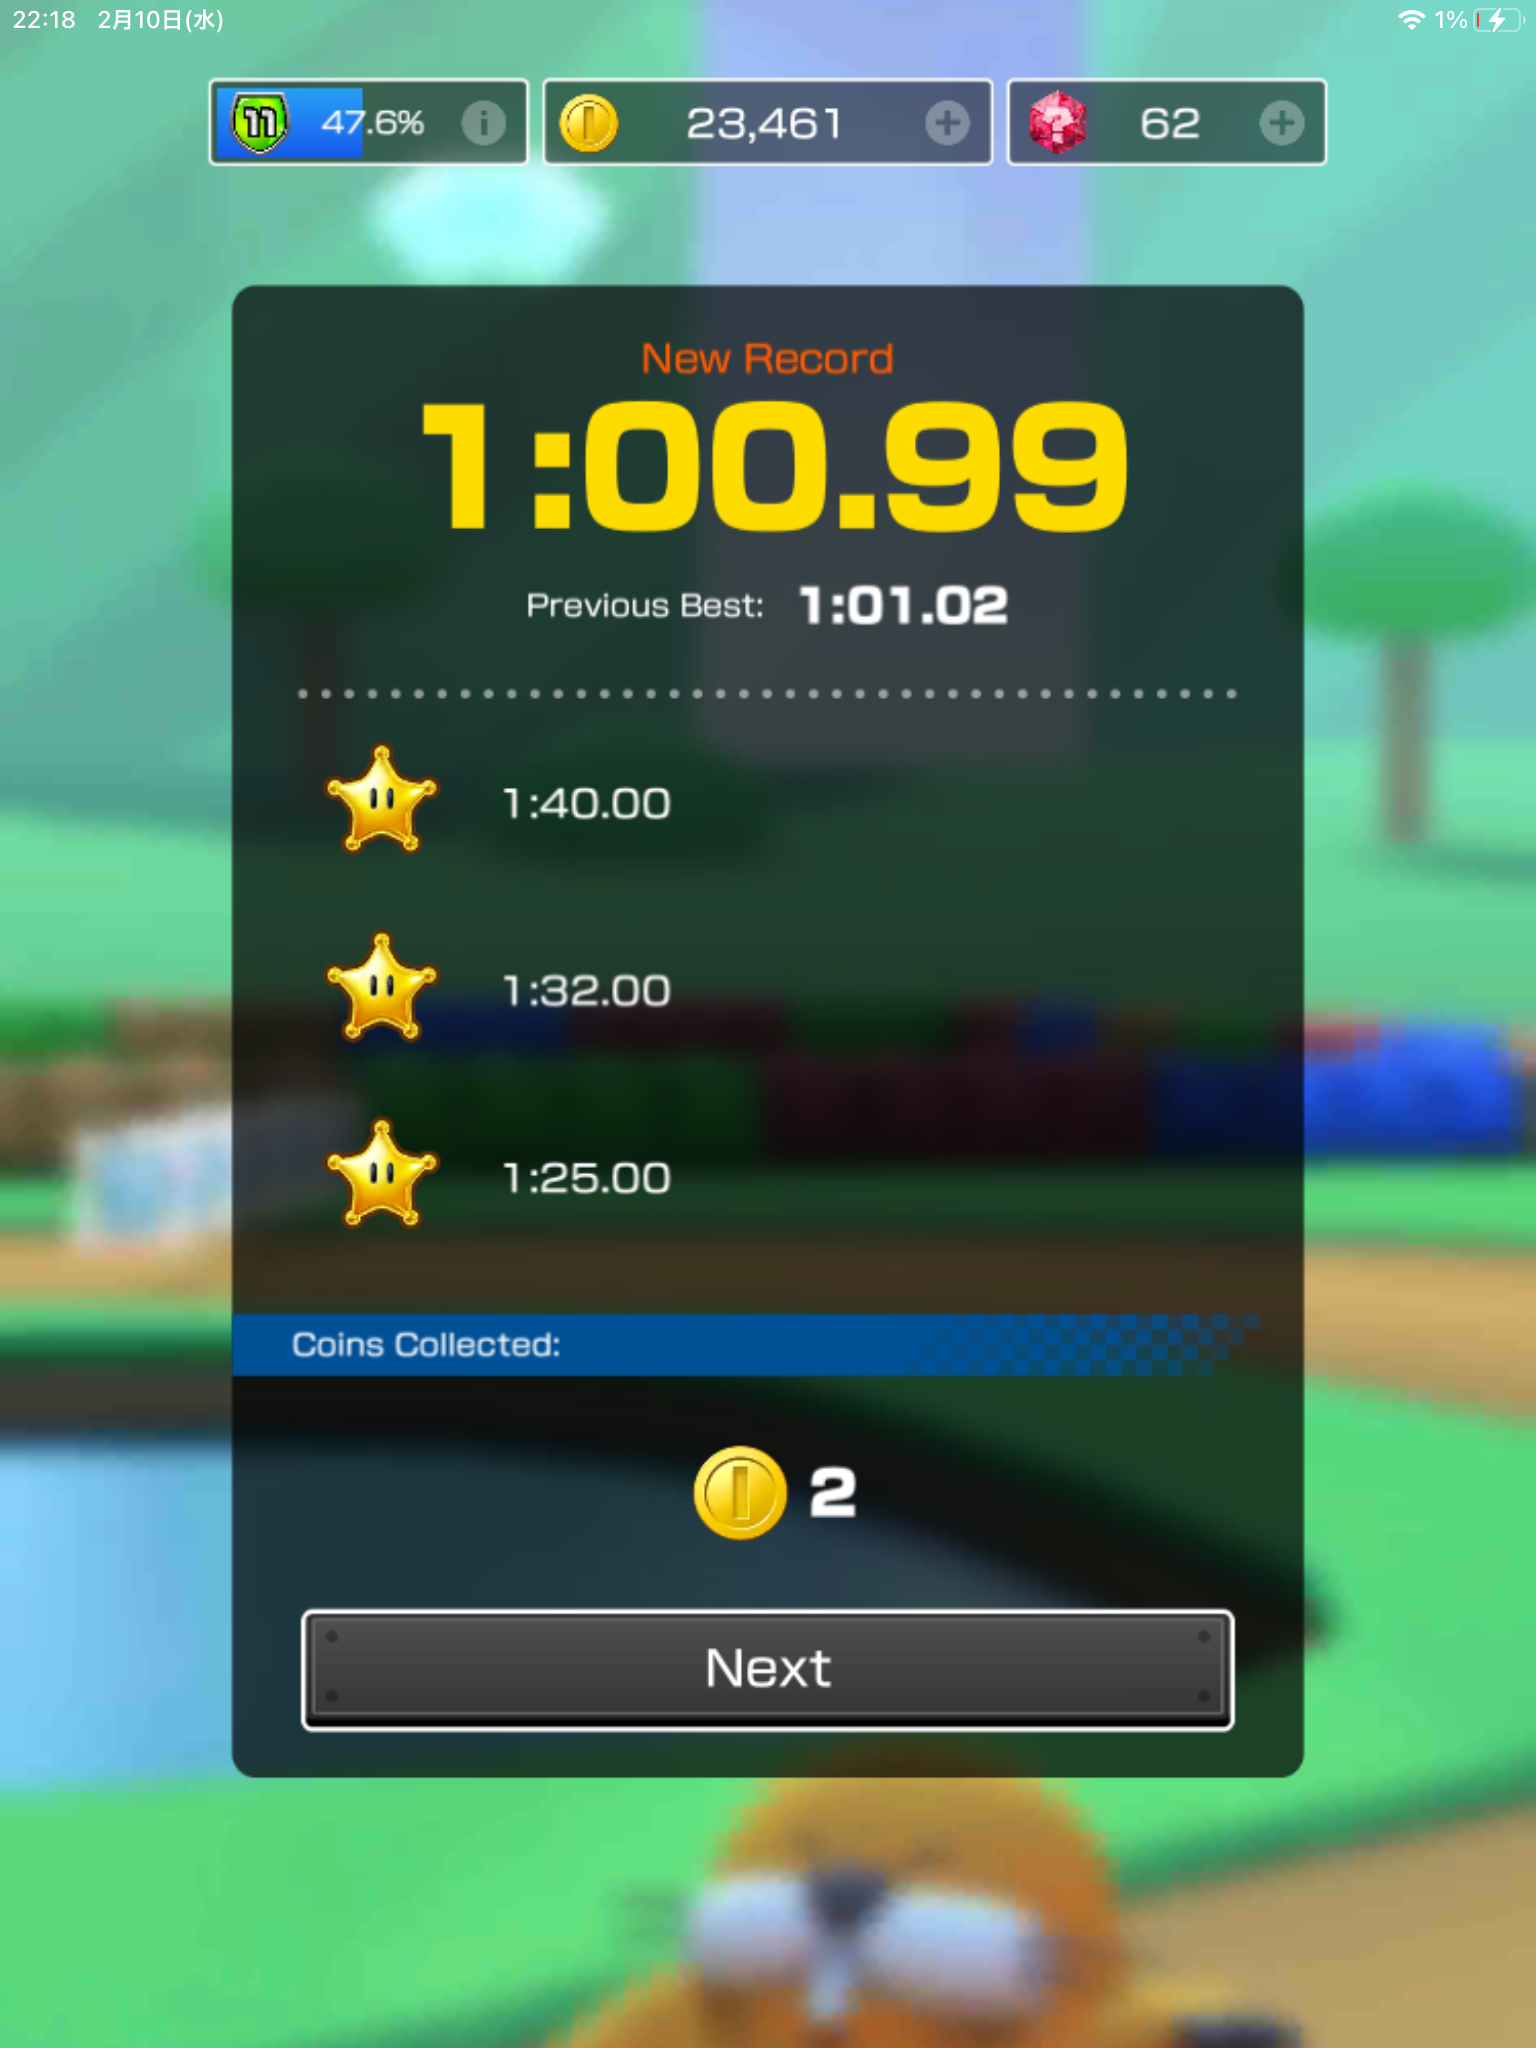 22:18 2月10日(水) 1%
11 47.6% i 23,461 + ? 62 +
New Record
1:00.99
Previous Best: 1:01.02
1:40.00
1:32.00
1:25.00
Coins Collected:
2
Next